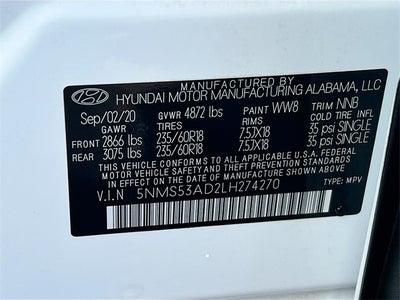 MANUFACTURED BY
HYUNDAI MOTOR MANUFACTURING ALABAMA, LLC
Sep/02/20 GVWR 4872 lbs PAINT WW8 TRIM NNB
GAWR TIRES RIMS COLD TIRE INFL
FRONT 2866 lbs 235/60R18 7.5JX18 35 psi SINGLE
REAR 3075 lbs 235/60R18 7.5JX18 35 psi SINGLE
THIS VEHICLE CONFORMS TO ALL APPLICABLE U.S. FEDERAL MOTOR
VEHICLE SAFETY AND THEFT PREVENTION STANDARDS IN
EFFECT ON THE DATE OF MANUFACTURE SHOWN ABOVE.
V.I.N 5NMS53AD2LH274270 TYPE: MPV